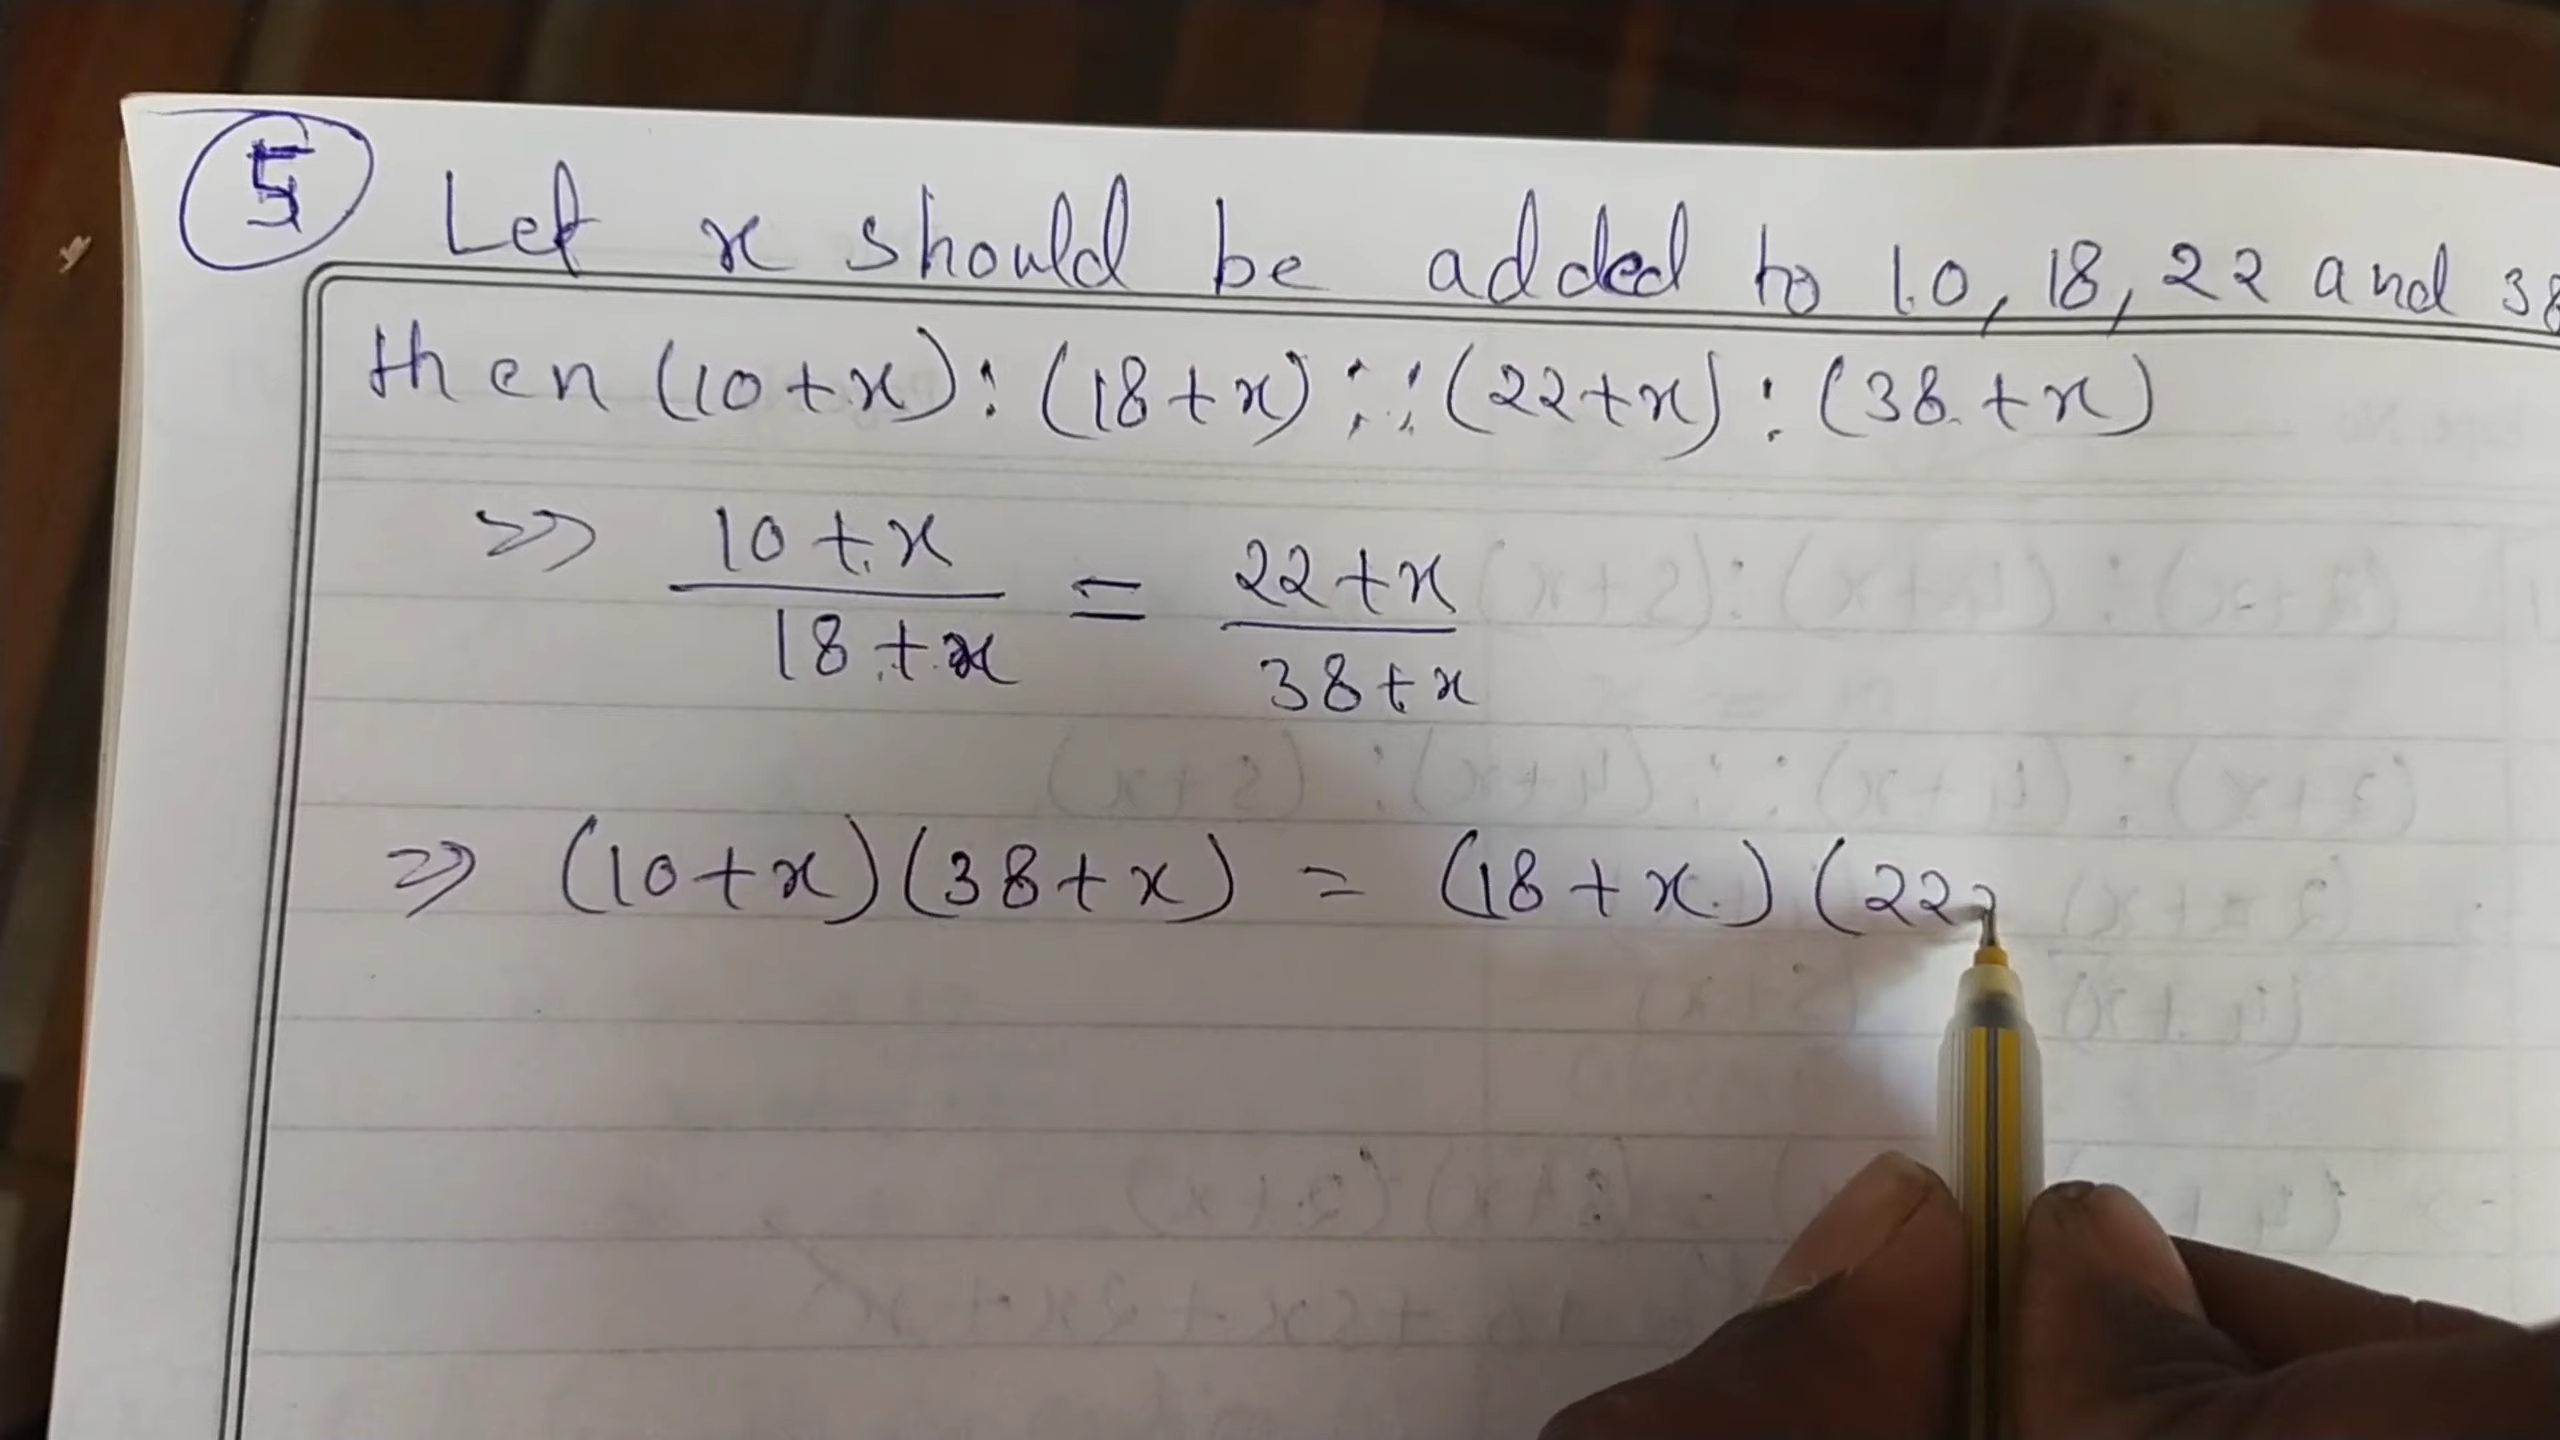 5 Let x should be added to 10, 18, 22 and 38
then (10+x) : (18+x) :: (22+x) : (38+x)
⇒ 10+x / 18+x = 22+x / 38+x
⇒ (10+x)(38+x) = (18+x)(22